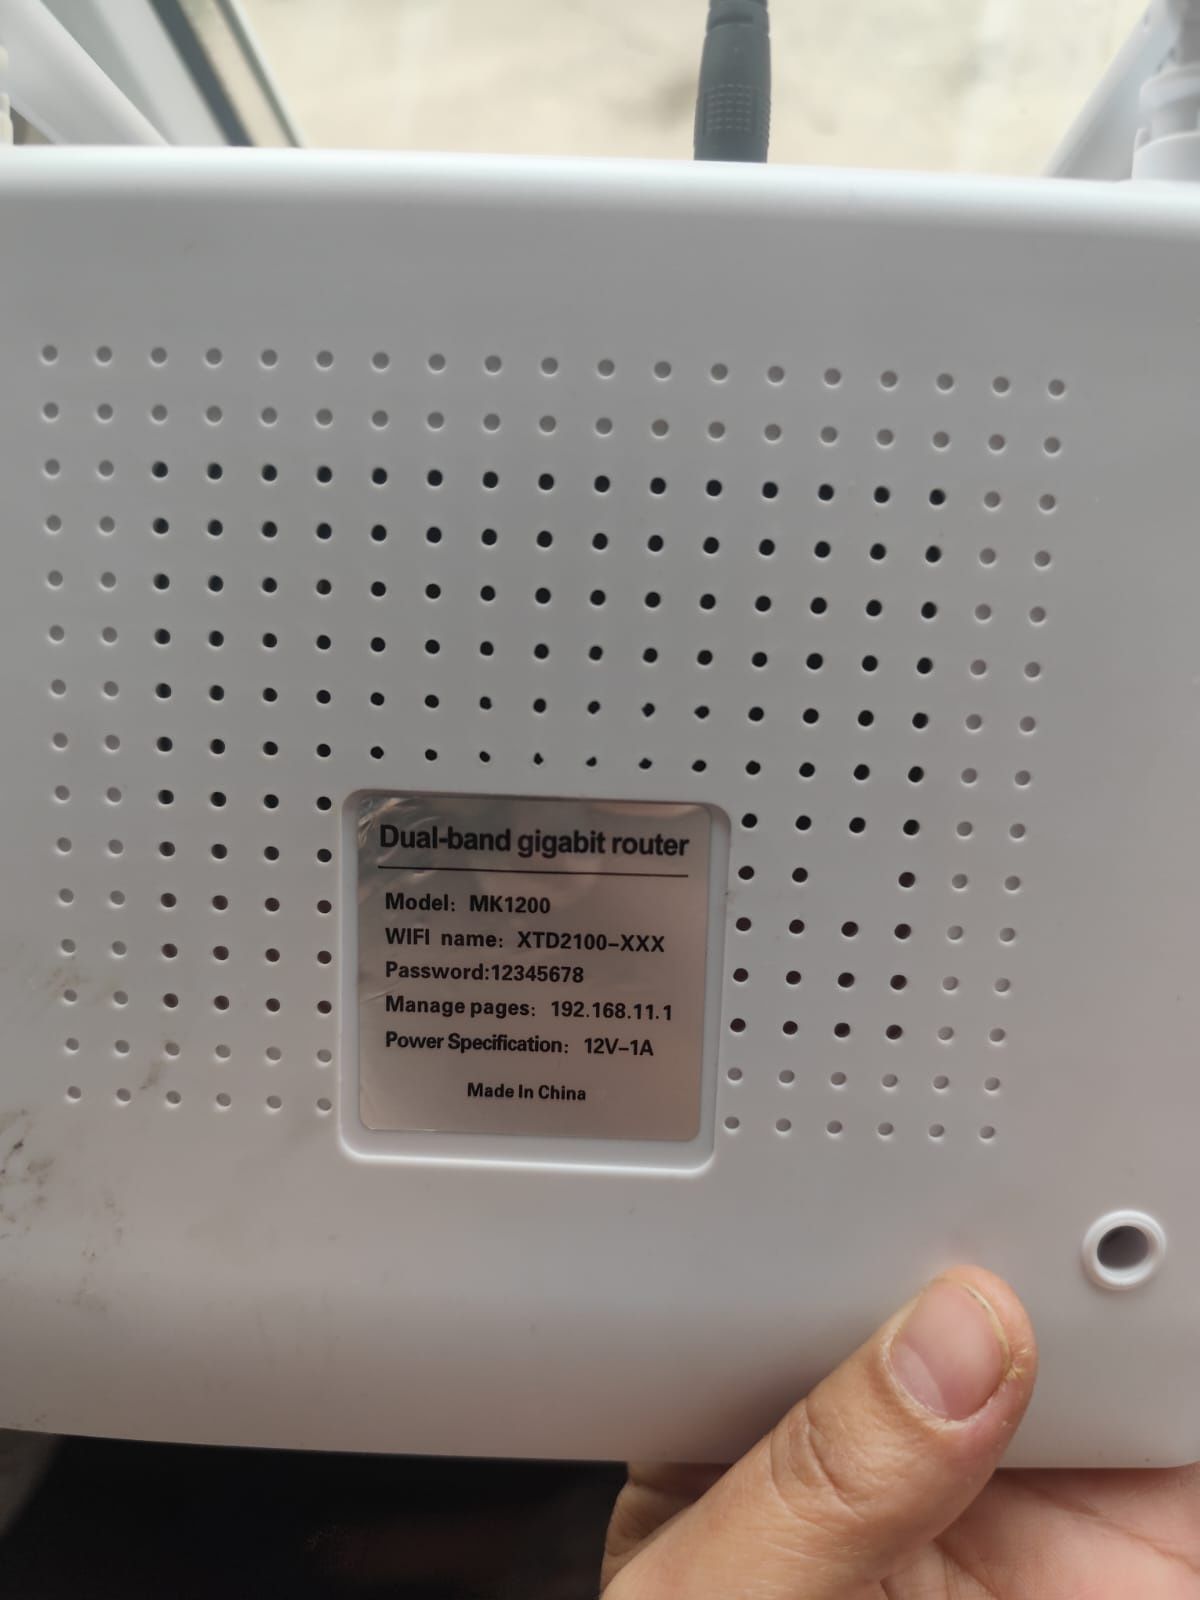 Dual-band gigabit router
Model: MK1200
WIFI name: XTD2100-XXX
Password:12345678
Manage pages: 192.168.11.1
Power Specification: 12V-1A
Made In China